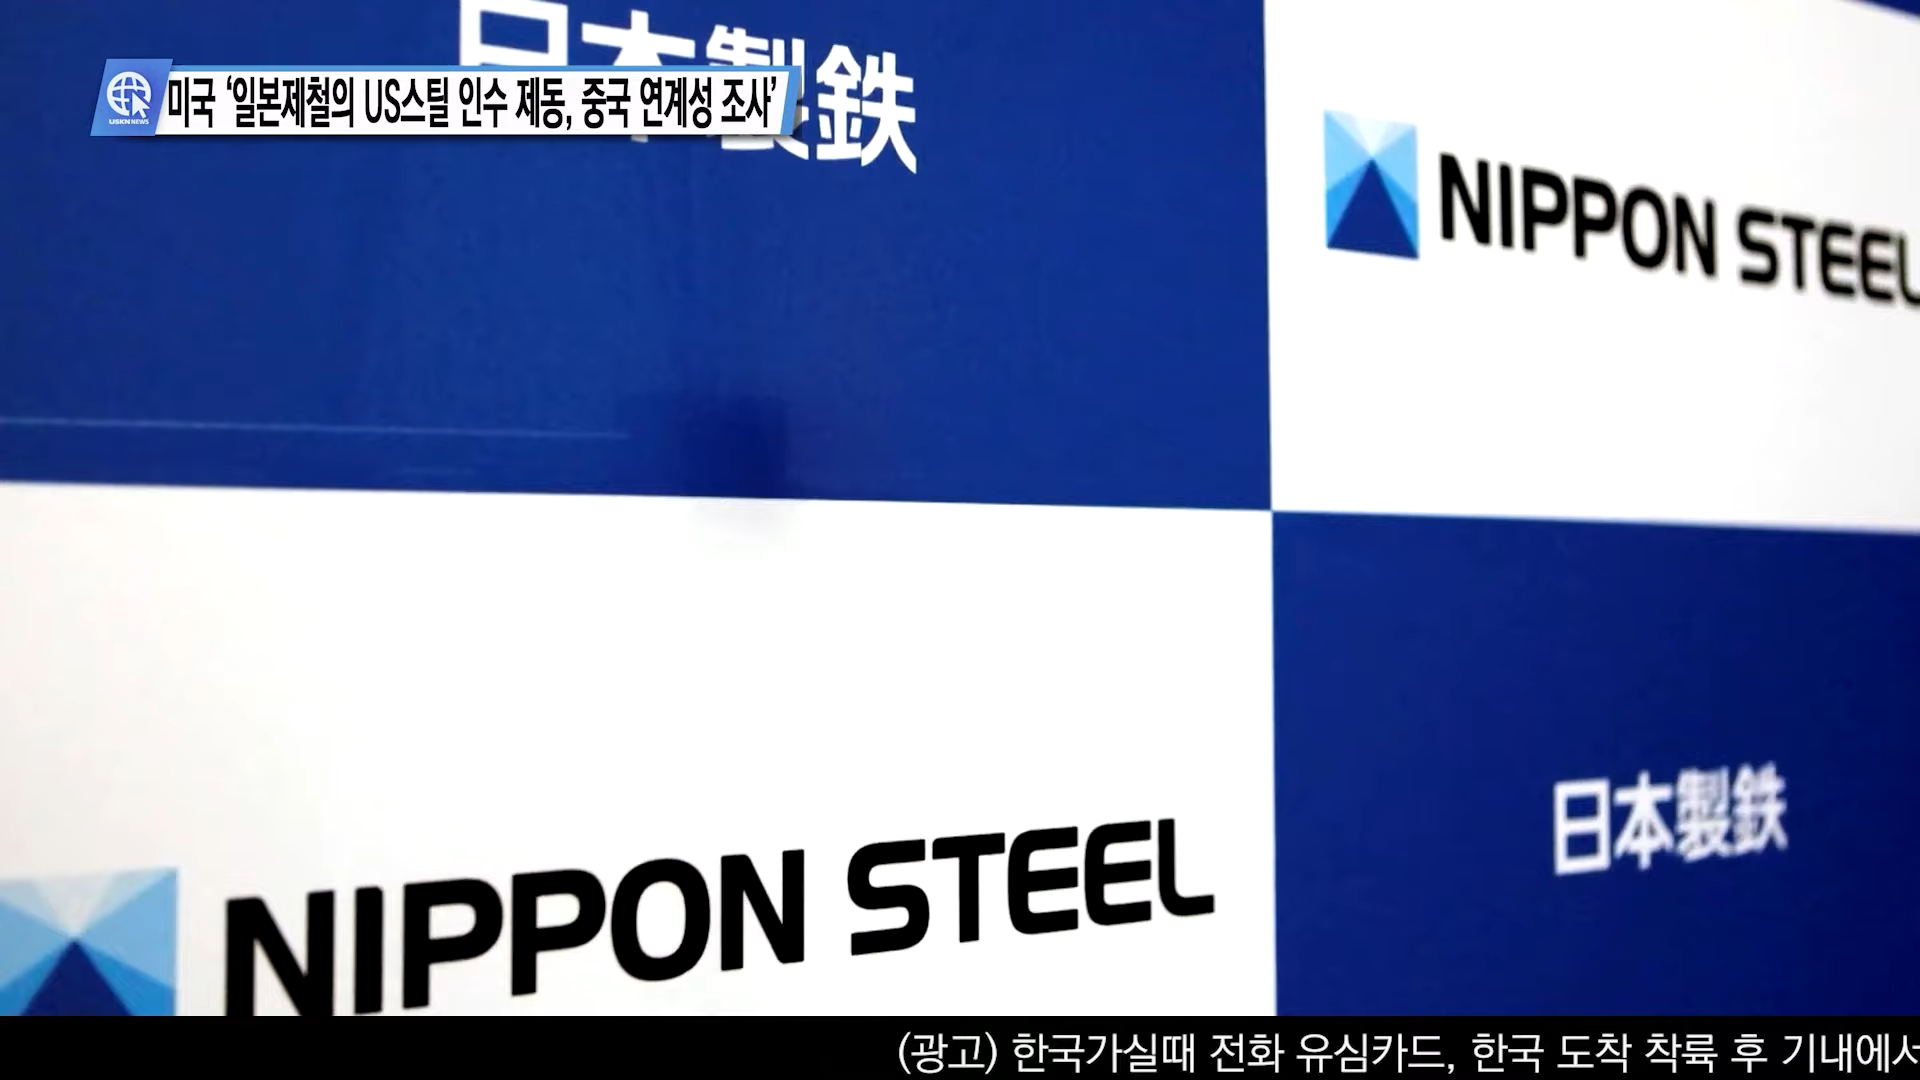 日本製鉄
USKN NEWS
미국 ‘일본제철의 US스틸 인수 제동, 중국 연계성 조사’
NIPPON STEEL
NIPPON STEEL
日本製鉄
(광고) 한국가실때 전화 유심카드, 한국 도착 착륙 후 기내에서